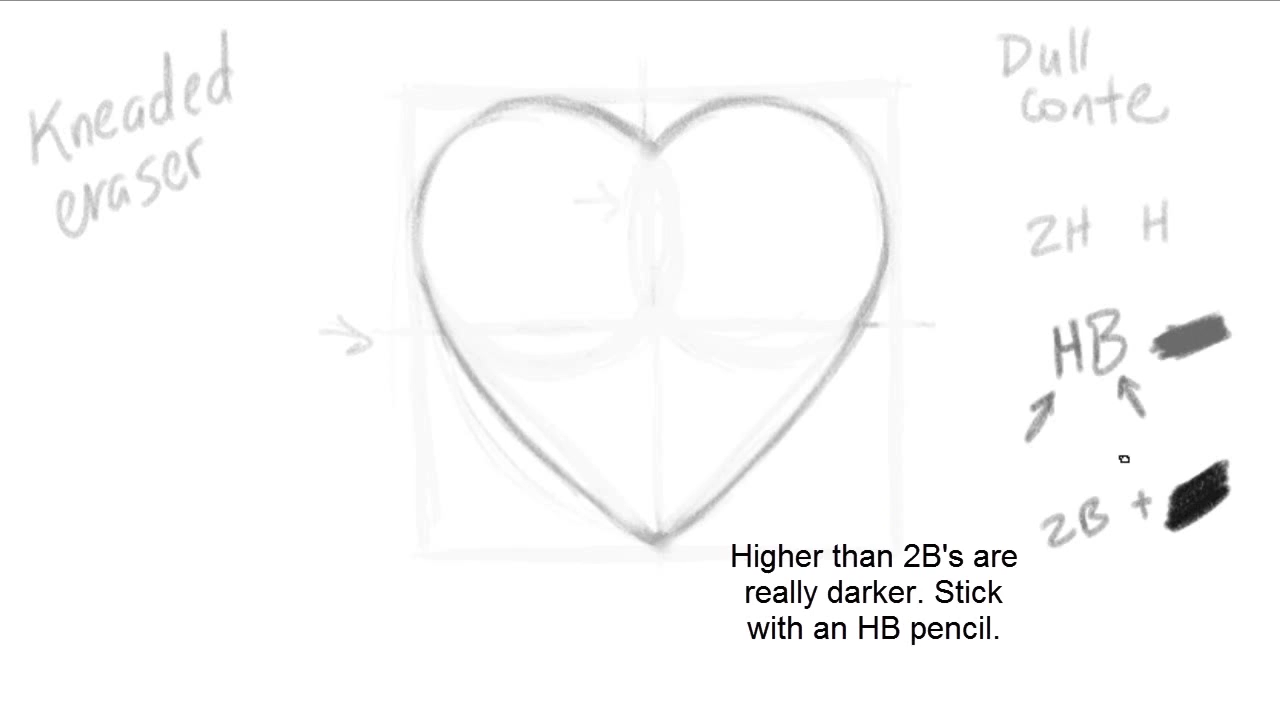 Kneaded
eraser
Dull
conte
2H H
HB
2B +
Higher than 2B's are
really darker. Stick
with an HB pencil.